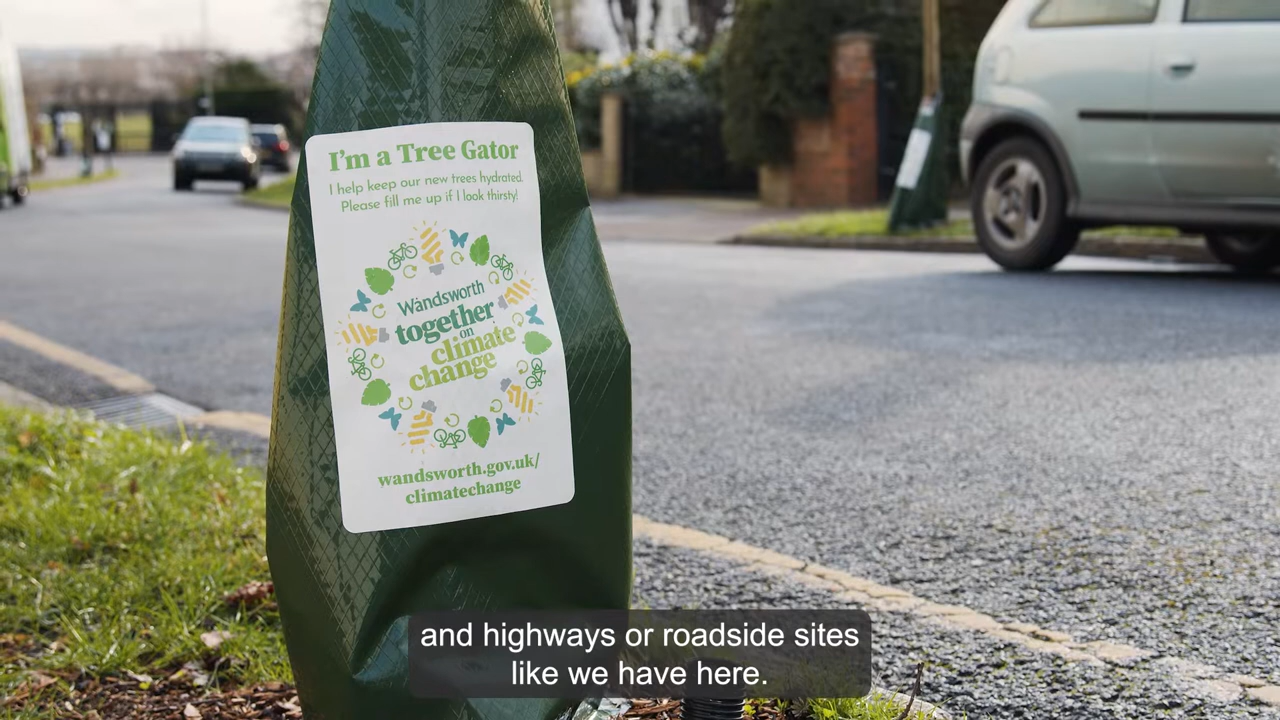 I'm a Tree Gator
I help keep our new trees hydrated.
Please fill me up if I look thirsty!
Wandsworth
together
on
climate
change
wandsworth.gov.uk/
climatechange
and highways or roadside sites
like we have here.